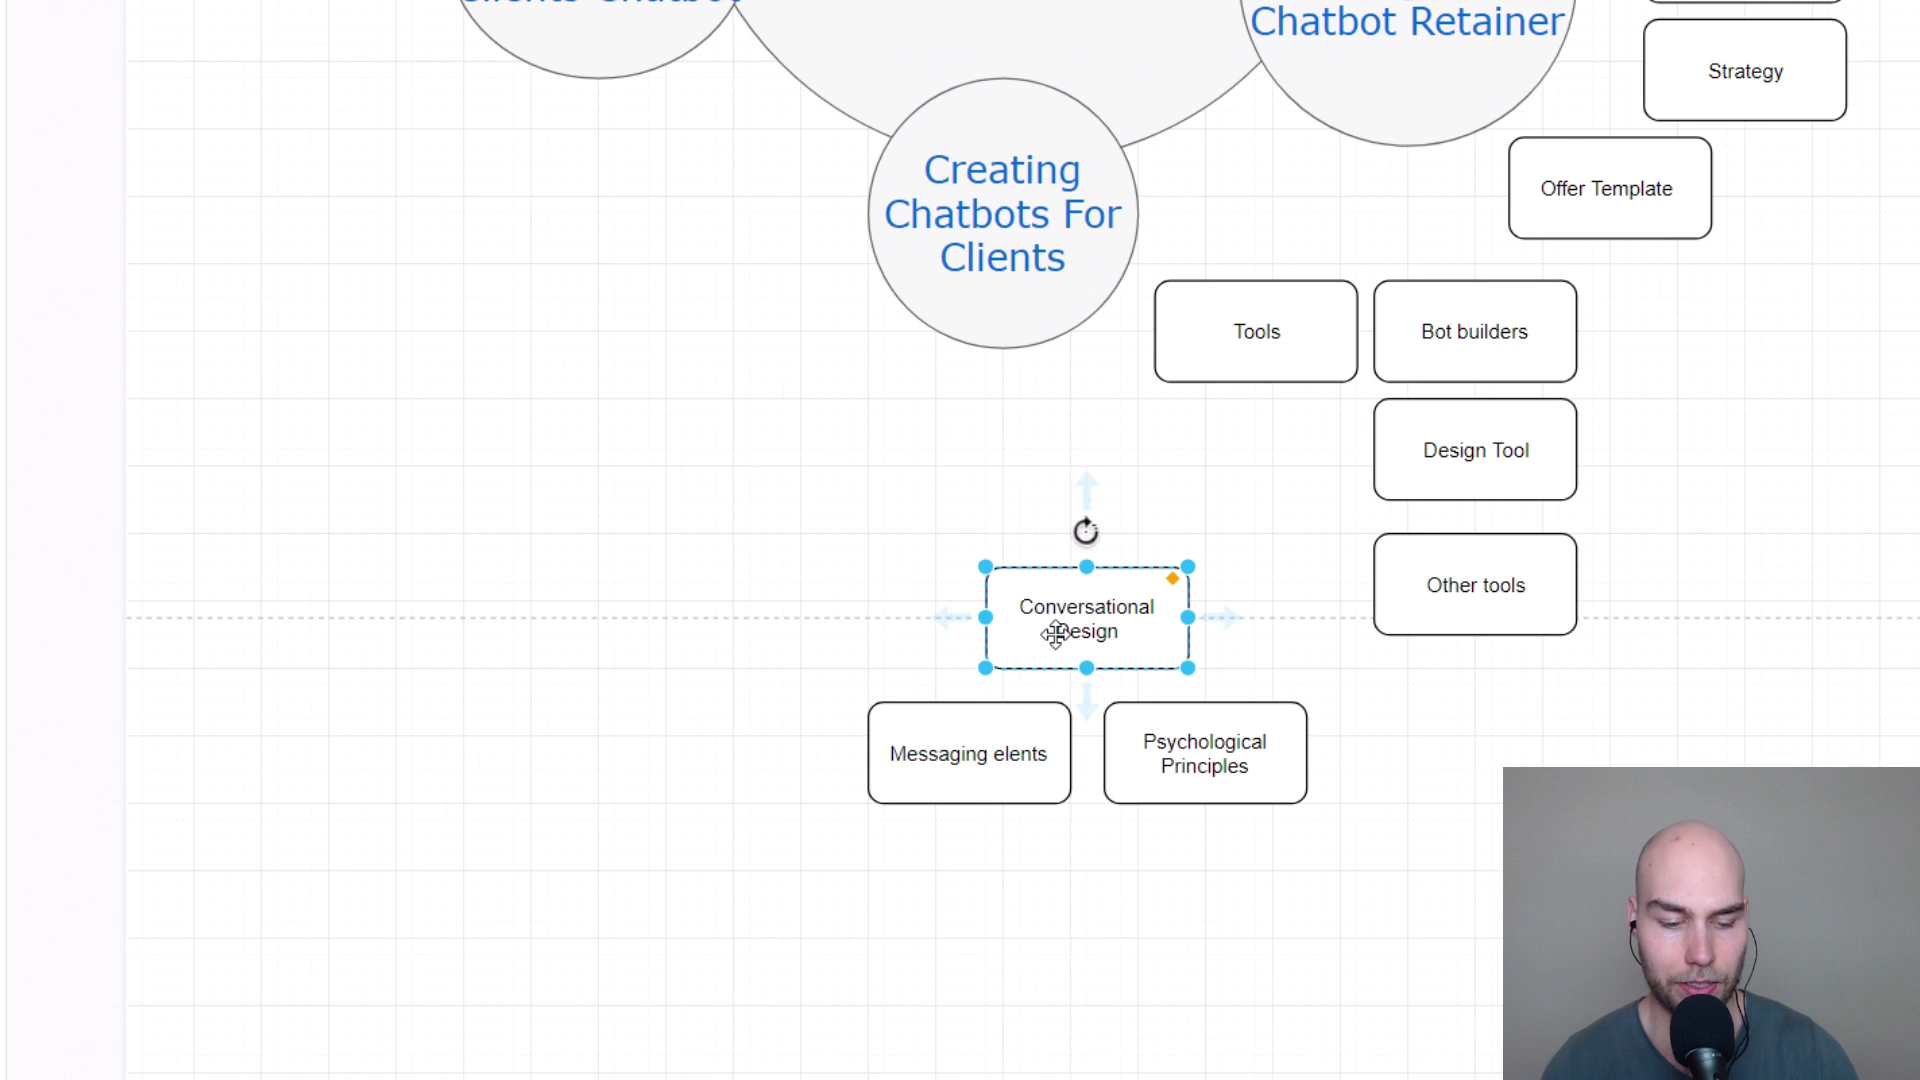 Chatbot Retainer
Strategy
Offer Template
Creating
Chatbots For
Clients
Tools
Bot builders
Design Tool
Other tools
Conversational
Design
Messaging elents
Psychological
Principles